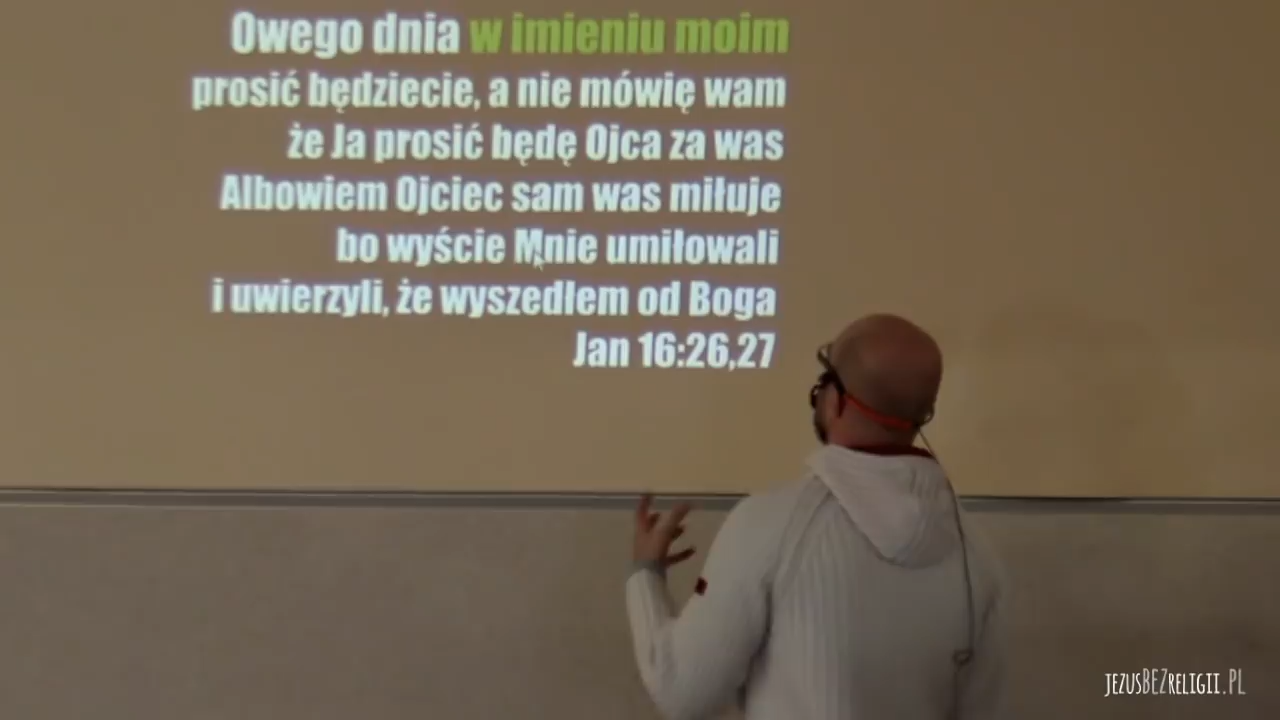 Owego dnia w imieniu moim
prosić będziecie, a nie mówię wam
że Ja prosić będę Ojca za was
Albowiem Ojciec sam was miłuje
bo wyście Mnie umiłowali
i uwierzyli, że wyszedłem od Boga
Jan 16:26,27
JEZUSBEZRELIGII.PL